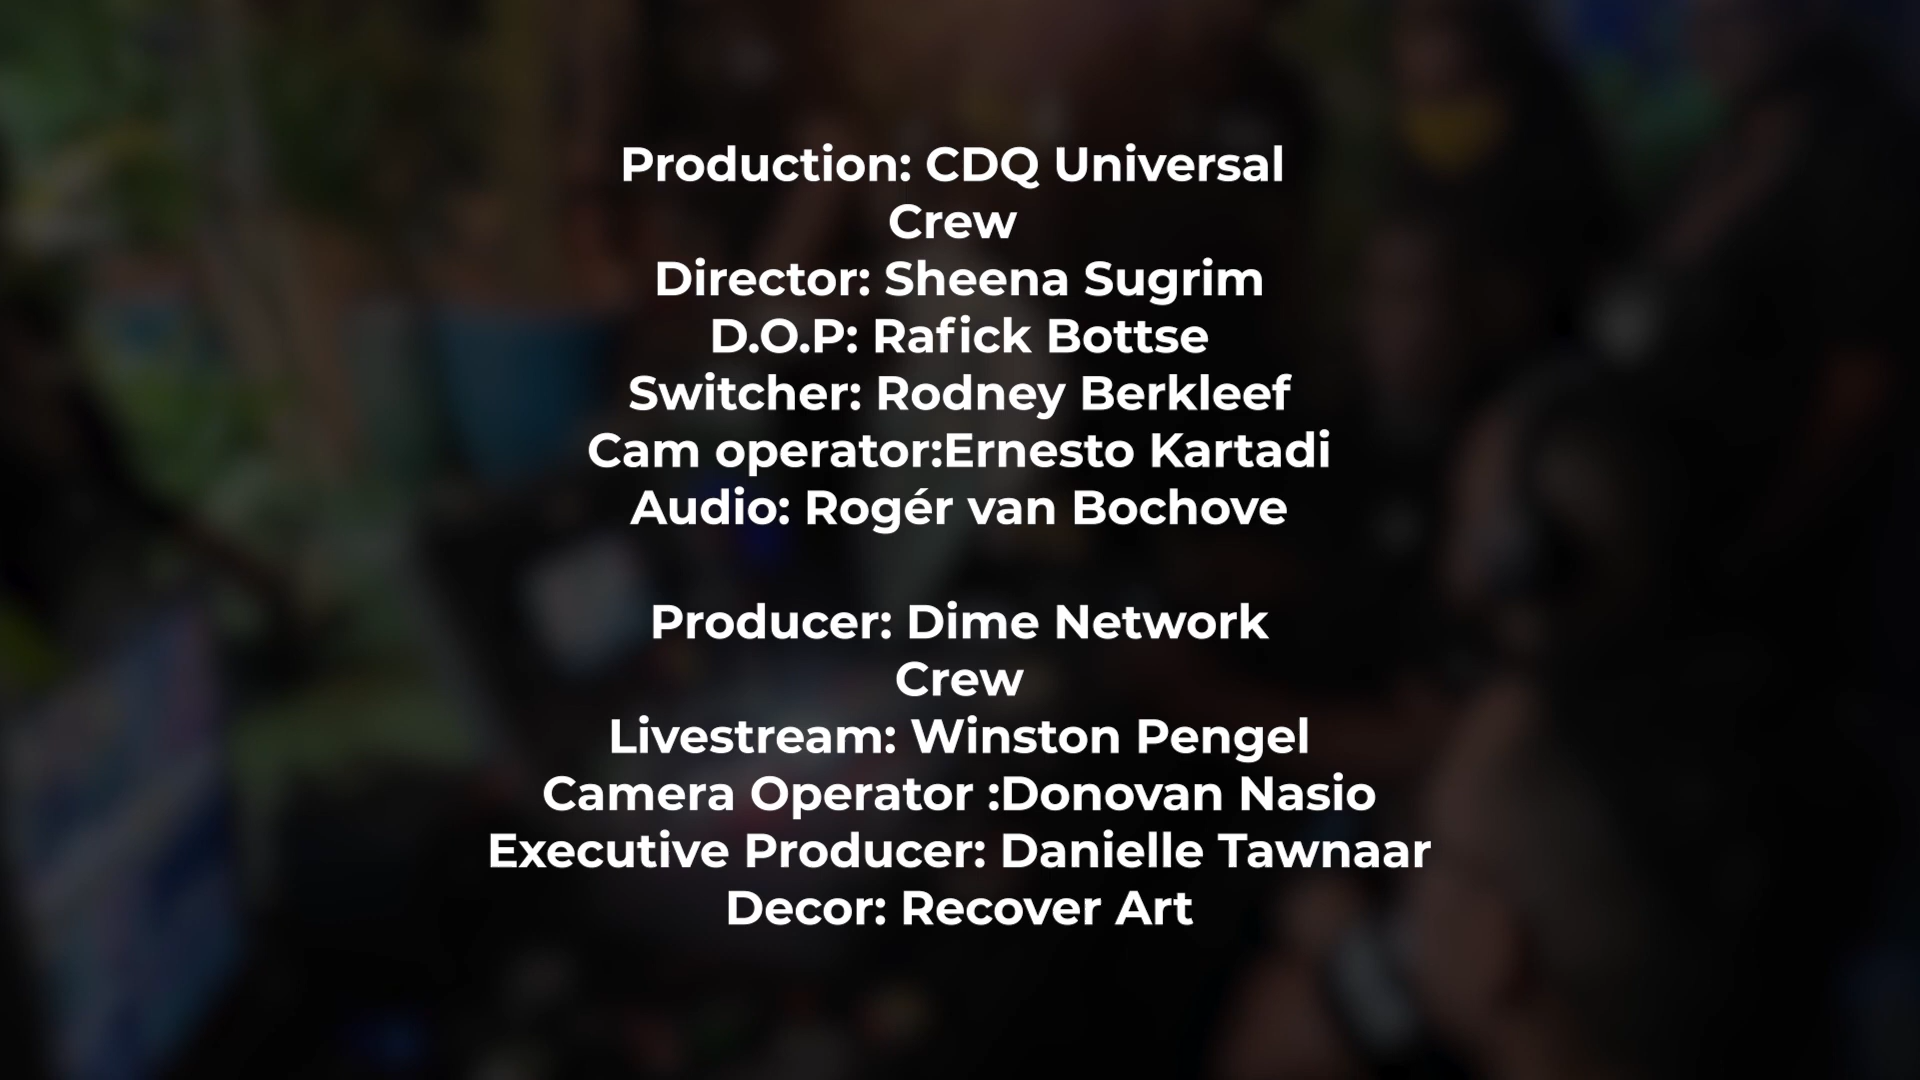 Production: CDQ Universal
Crew
Director: Sheena Sugrim
D.O.P: Rafick Bottse
Switcher: Rodney Berkleef
Cam operator:Ernesto Kartadi
Audio: Rogér van Bochove
Producer: Dime Network
Crew
Livestream: Winston Pengel
Camera Operator :Donovan Nasio
Executive Producer: Danielle Tawnaar
Decor: Recover Art